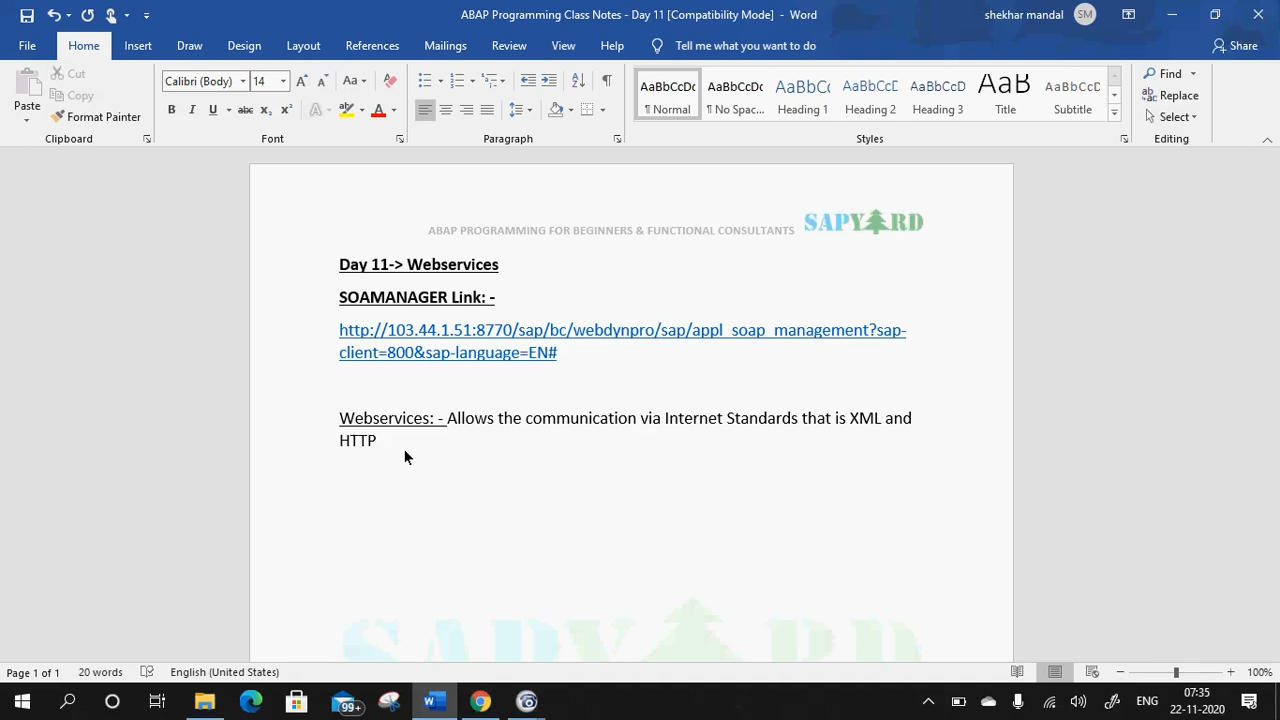 ABAP Programming Class Notes - Day 11 [Compatibility Mode] - Word
shekhar mandal SM
File Home Insert Draw Design Layout References Mailings Review View Help Tell me what you want to do Share
Paste
Cut
Copy
Format Painter
Clipboard
Calibri (Body) 14
Font
Paragraph
AaBbCcDc AaBbCcDc AaBbCc AaBbCcD AaBbCcD AaB AaBbCcD
¶ Normal ¶ No Spac... Heading 1 Heading 2 Heading 3 Title Subtitle
Styles
Find
Replace
Select
Editing
ABAP PROGRAMMING FOR BEGINNERS & FUNCTIONAL CONSULTANTS SAPYARD
Day 11-> Webservices
SOAMANAGER Link: -
http://103.44.1.51:8770/sap/bc/webdynpro/sap/appl_soap_management?sap-
client=800&sap-language=EN#
Webservices: - Allows the communication via Internet Standards that is XML and
HTTP
SAPYARD
Page 1 of 1 20 words English (United States) 100%
99+ ENG 07:35
22-11-2020